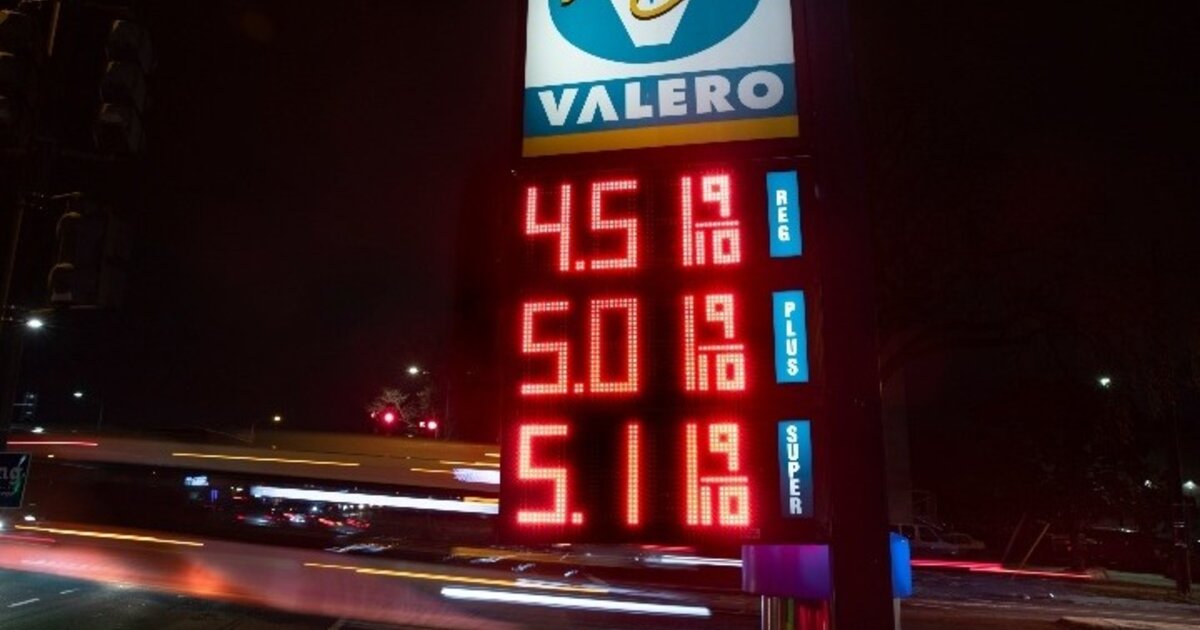 VALERO
4.51 9/10 REG
5.01 9/10 PLUS
5.11 9/10 SUPER